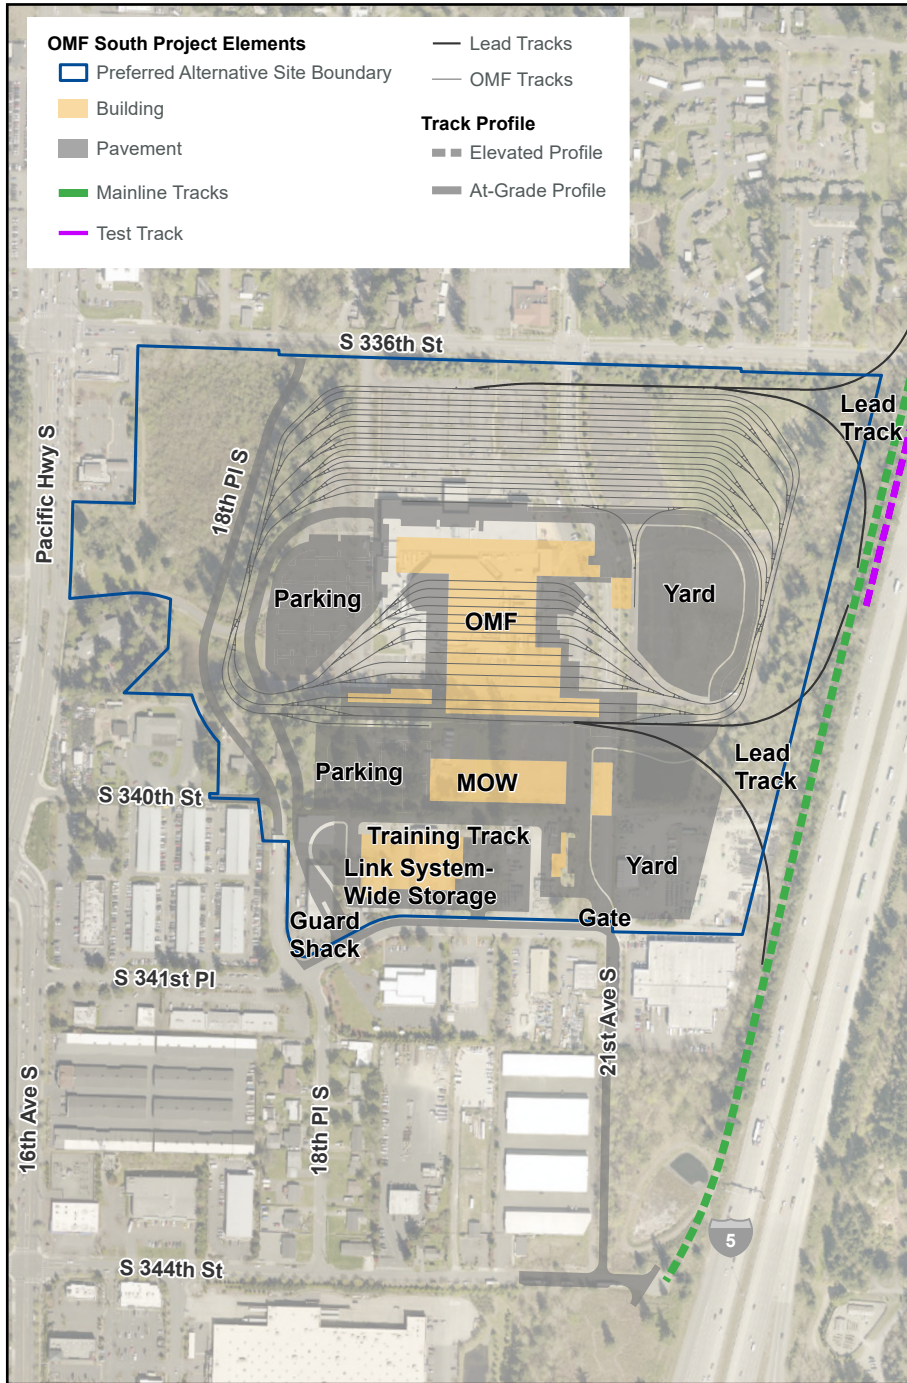 OMF South Project Elements
Preferred Alternative Site Boundary
Building
Pavement
Mainline Tracks
Test Track
Lead Tracks
OMF Tracks
Track Profile
Elevated Profile
At-Grade Profile
S 336th St
Lead
Track
Pacific Hwy S
18th Pl S
Parking
OMF
Yard
Lead
Track
Parking
MOW
S 340th St
Training Track
Link System-
Wide Storage
Yard
Guard
Shack
Gate
S 341st Pl
21st Ave S
16th Ave S
18th Pl S
5
S 344th St